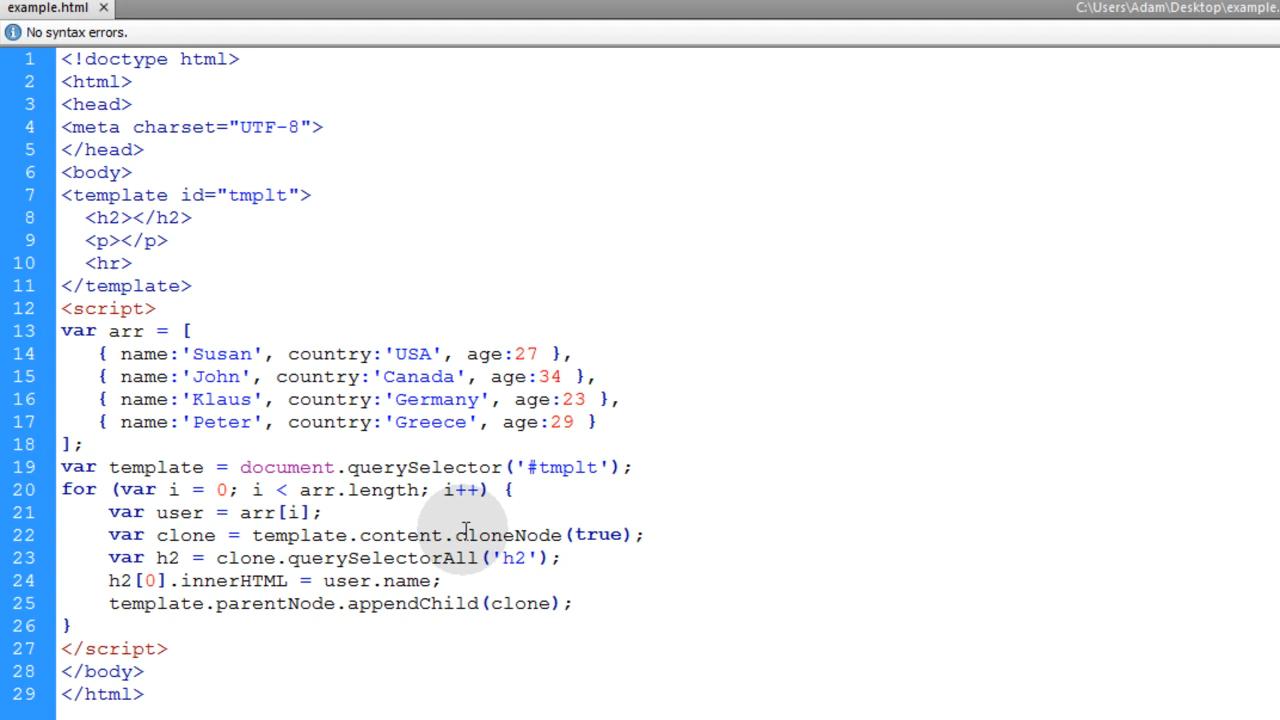 example.html ×
C:\Users\Adam\Desktop\example.
No syntax errors.
1 <!doctype html>
2 <html>
3 <head>
4 <meta charset="UTF-8">
5 </head>
6 <body>
7 <template id="tmplt">
8 <h2></h2>
9 <p></p>
10 <hr>
11 </template>
12 <script>
13 var arr = [
14 { name:'Susan', country:'USA', age:27 },
15 { name:'John', country:'Canada', age:34 },
16 { name:'Klaus', country:'Germany', age:23 },
17 { name:'Peter', country:'Greece', age:29 }
18 ];
19 var template = document.querySelector('#tmplt');
20 for (var i = 0; i < arr.length; i++) {
21 var user = arr[i];
22 var clone = template.content.cloneNode(true);
23 var h2 = clone.querySelectorAll('h2');
24 h2[0].innerHTML = user.name;
25 template.parentNode.appendChild(clone);
26 }
27 </script>
28 </body>
29 </html>